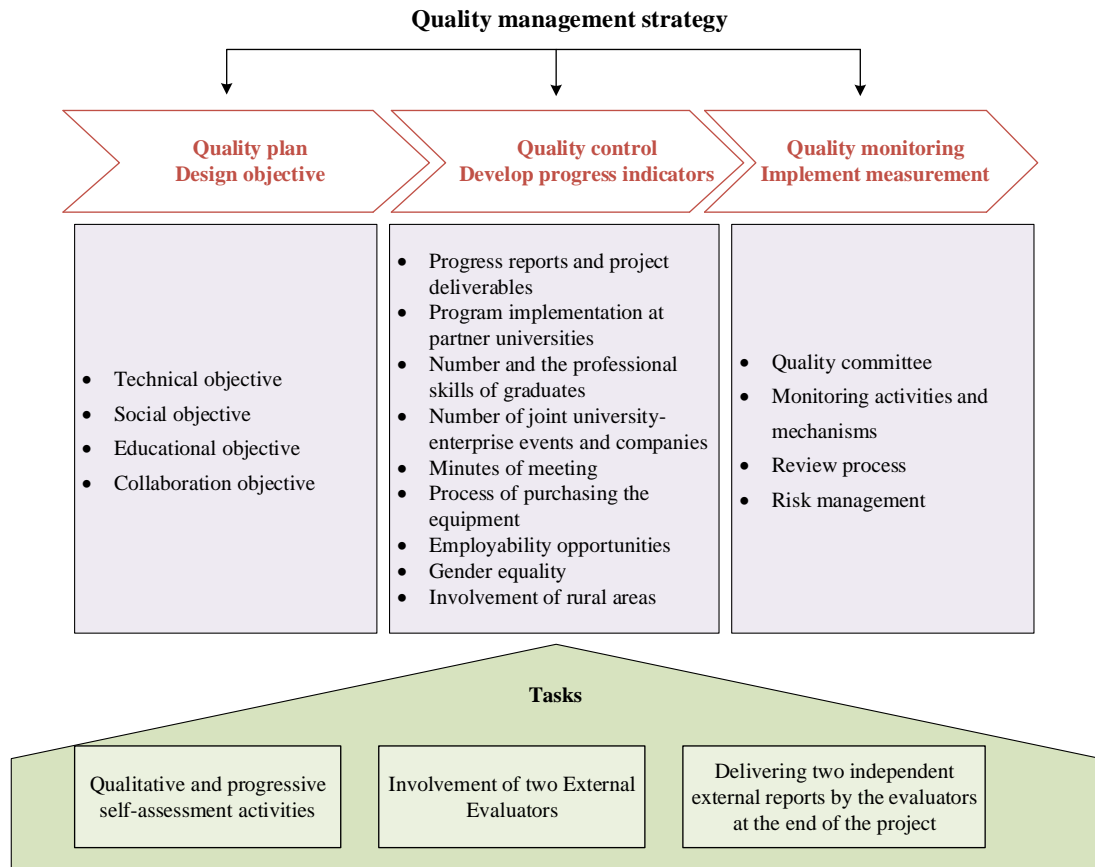 Quality management strategy
Quality plan
Design objective
Quality control
Develop progress indicators
Quality monitoring
Implement measurement
• Technical objective
• Social objective
• Educational objective
• Collaboration objective
• Progress reports and project
deliverables
• Program implementation at
partner universities
• Number and the professional
skills of graduates
• Number of joint university-
enterprise events and companies
• Minutes of meeting
• Process of purchasing the
equipment
• Employability opportunities
• Gender equality
• Involvement of rural areas
• Quality committee
• Monitoring activities and
mechanisms
• Review process
• Risk management
Tasks
Qualitative and progressive
self-assessment activities
Involvement of two External
Evaluators
Delivering two independent
external reports by the evaluators
at the end of the project